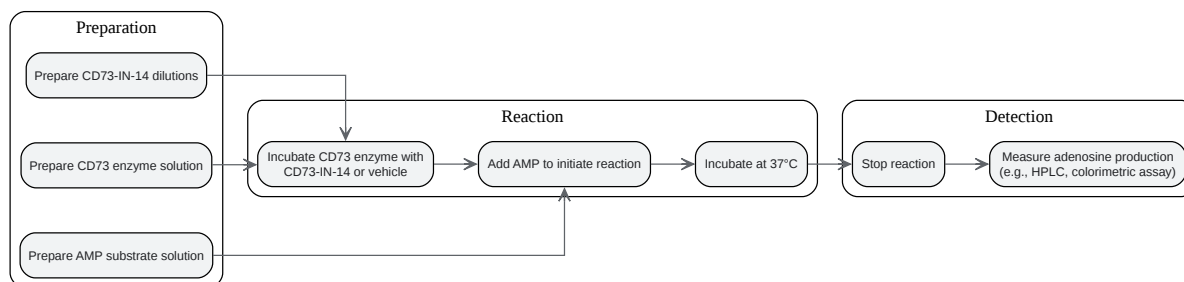 Preparation
Prepare CD73-IN-14 dilutions
Prepare CD73 enzyme solution
Prepare AMP substrate solution
Reaction
Incubate CD73 enzyme with
CD73-IN-14 or vehicle
Add AMP to initiate reaction
Incubate at 37°C
Detection
Stop reaction
Measure adenosine production
(e.g., HPLC, colorimetric assay)